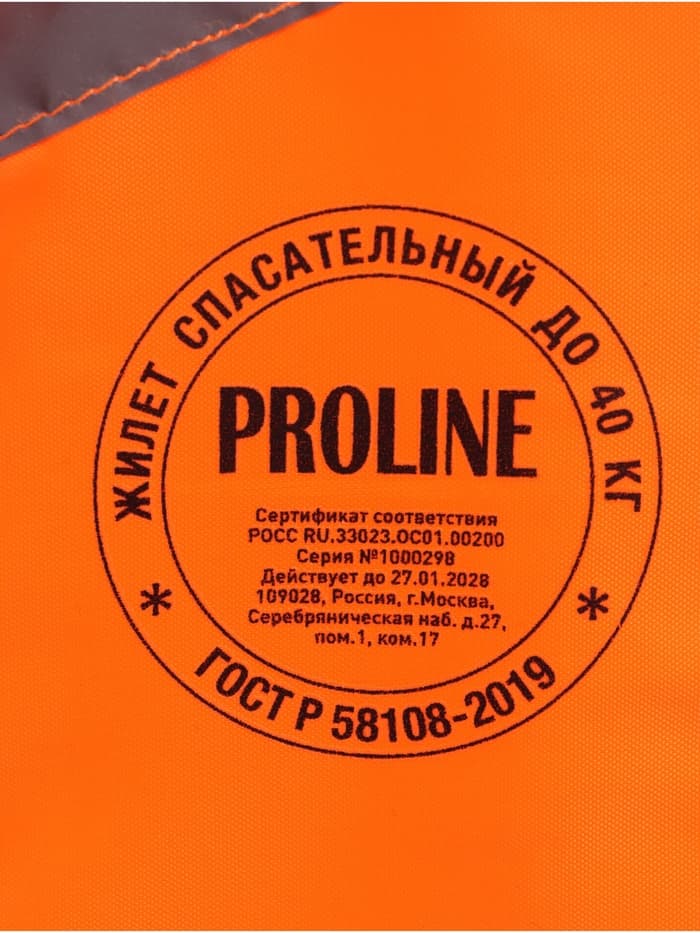 ЖИЛЕТ СПАСАТЕЛЬНЫЙ ДО 40 КГ
PROLINE
Сертификат соответствия
РОСС RU.33023.ОС01.00200
Серия №1000298
Действует до 27.01.2028
109028, Россия, г.Москва,
Серебряническая наб. д.27,
пом.1, ком.17
* *
ГОСТ Р 58108-2019